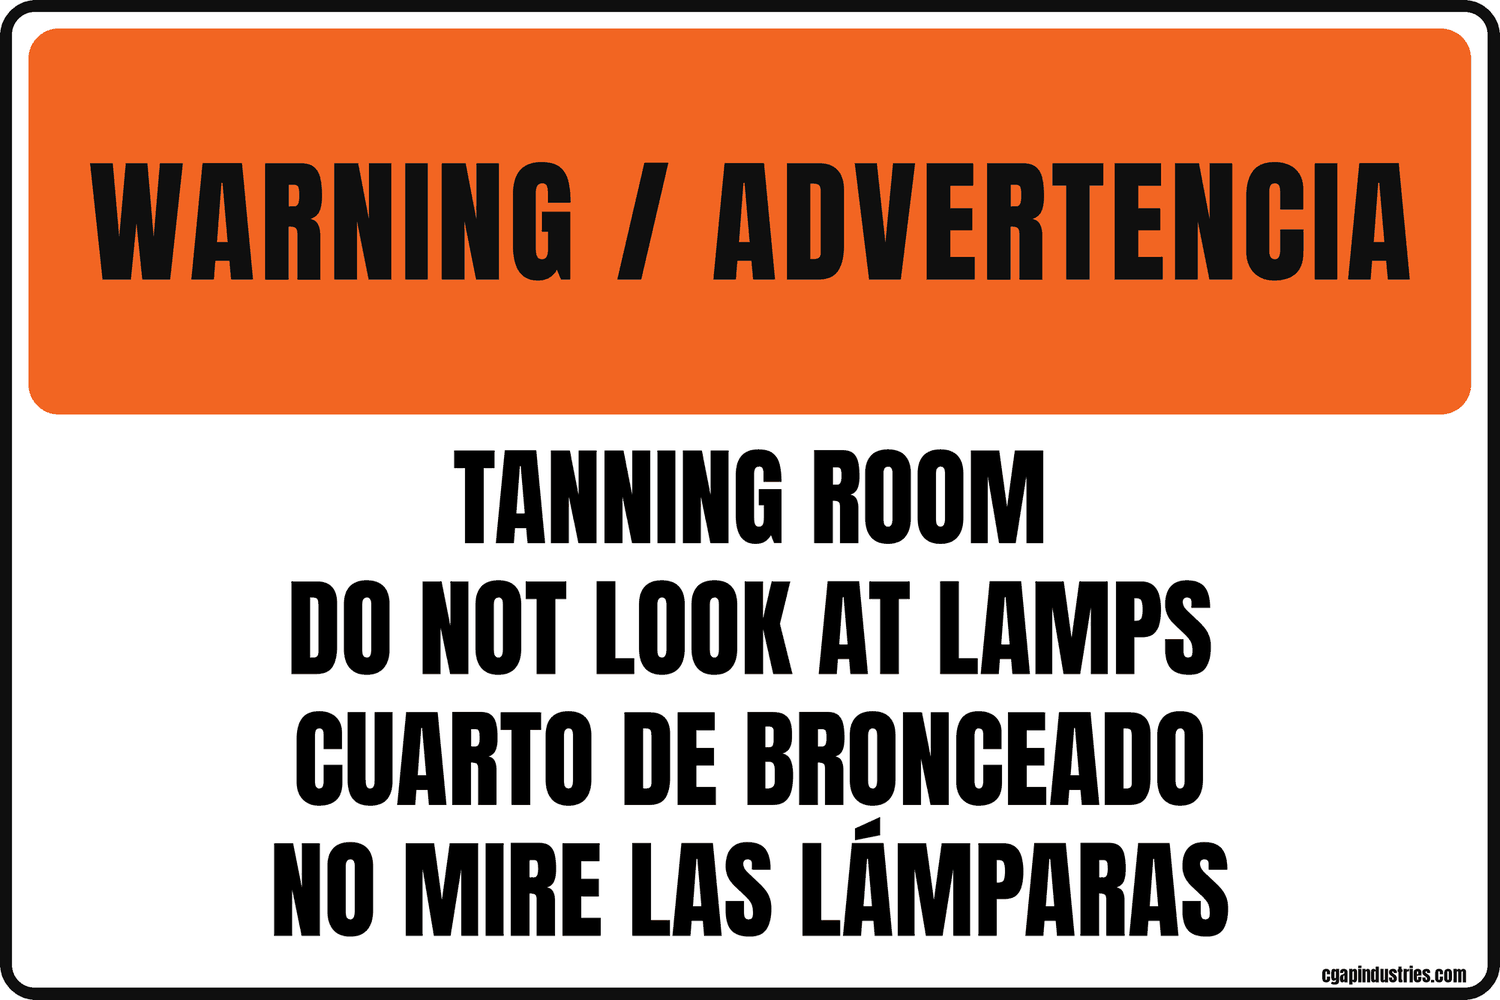 WARNING / ADVERTENCIA
TANNING ROOM
DO NOT LOOK AT LAMPS
CUARTO DE BRONCEADO
NO MIRE LAS LÁMPARAS
cgapindustries.com